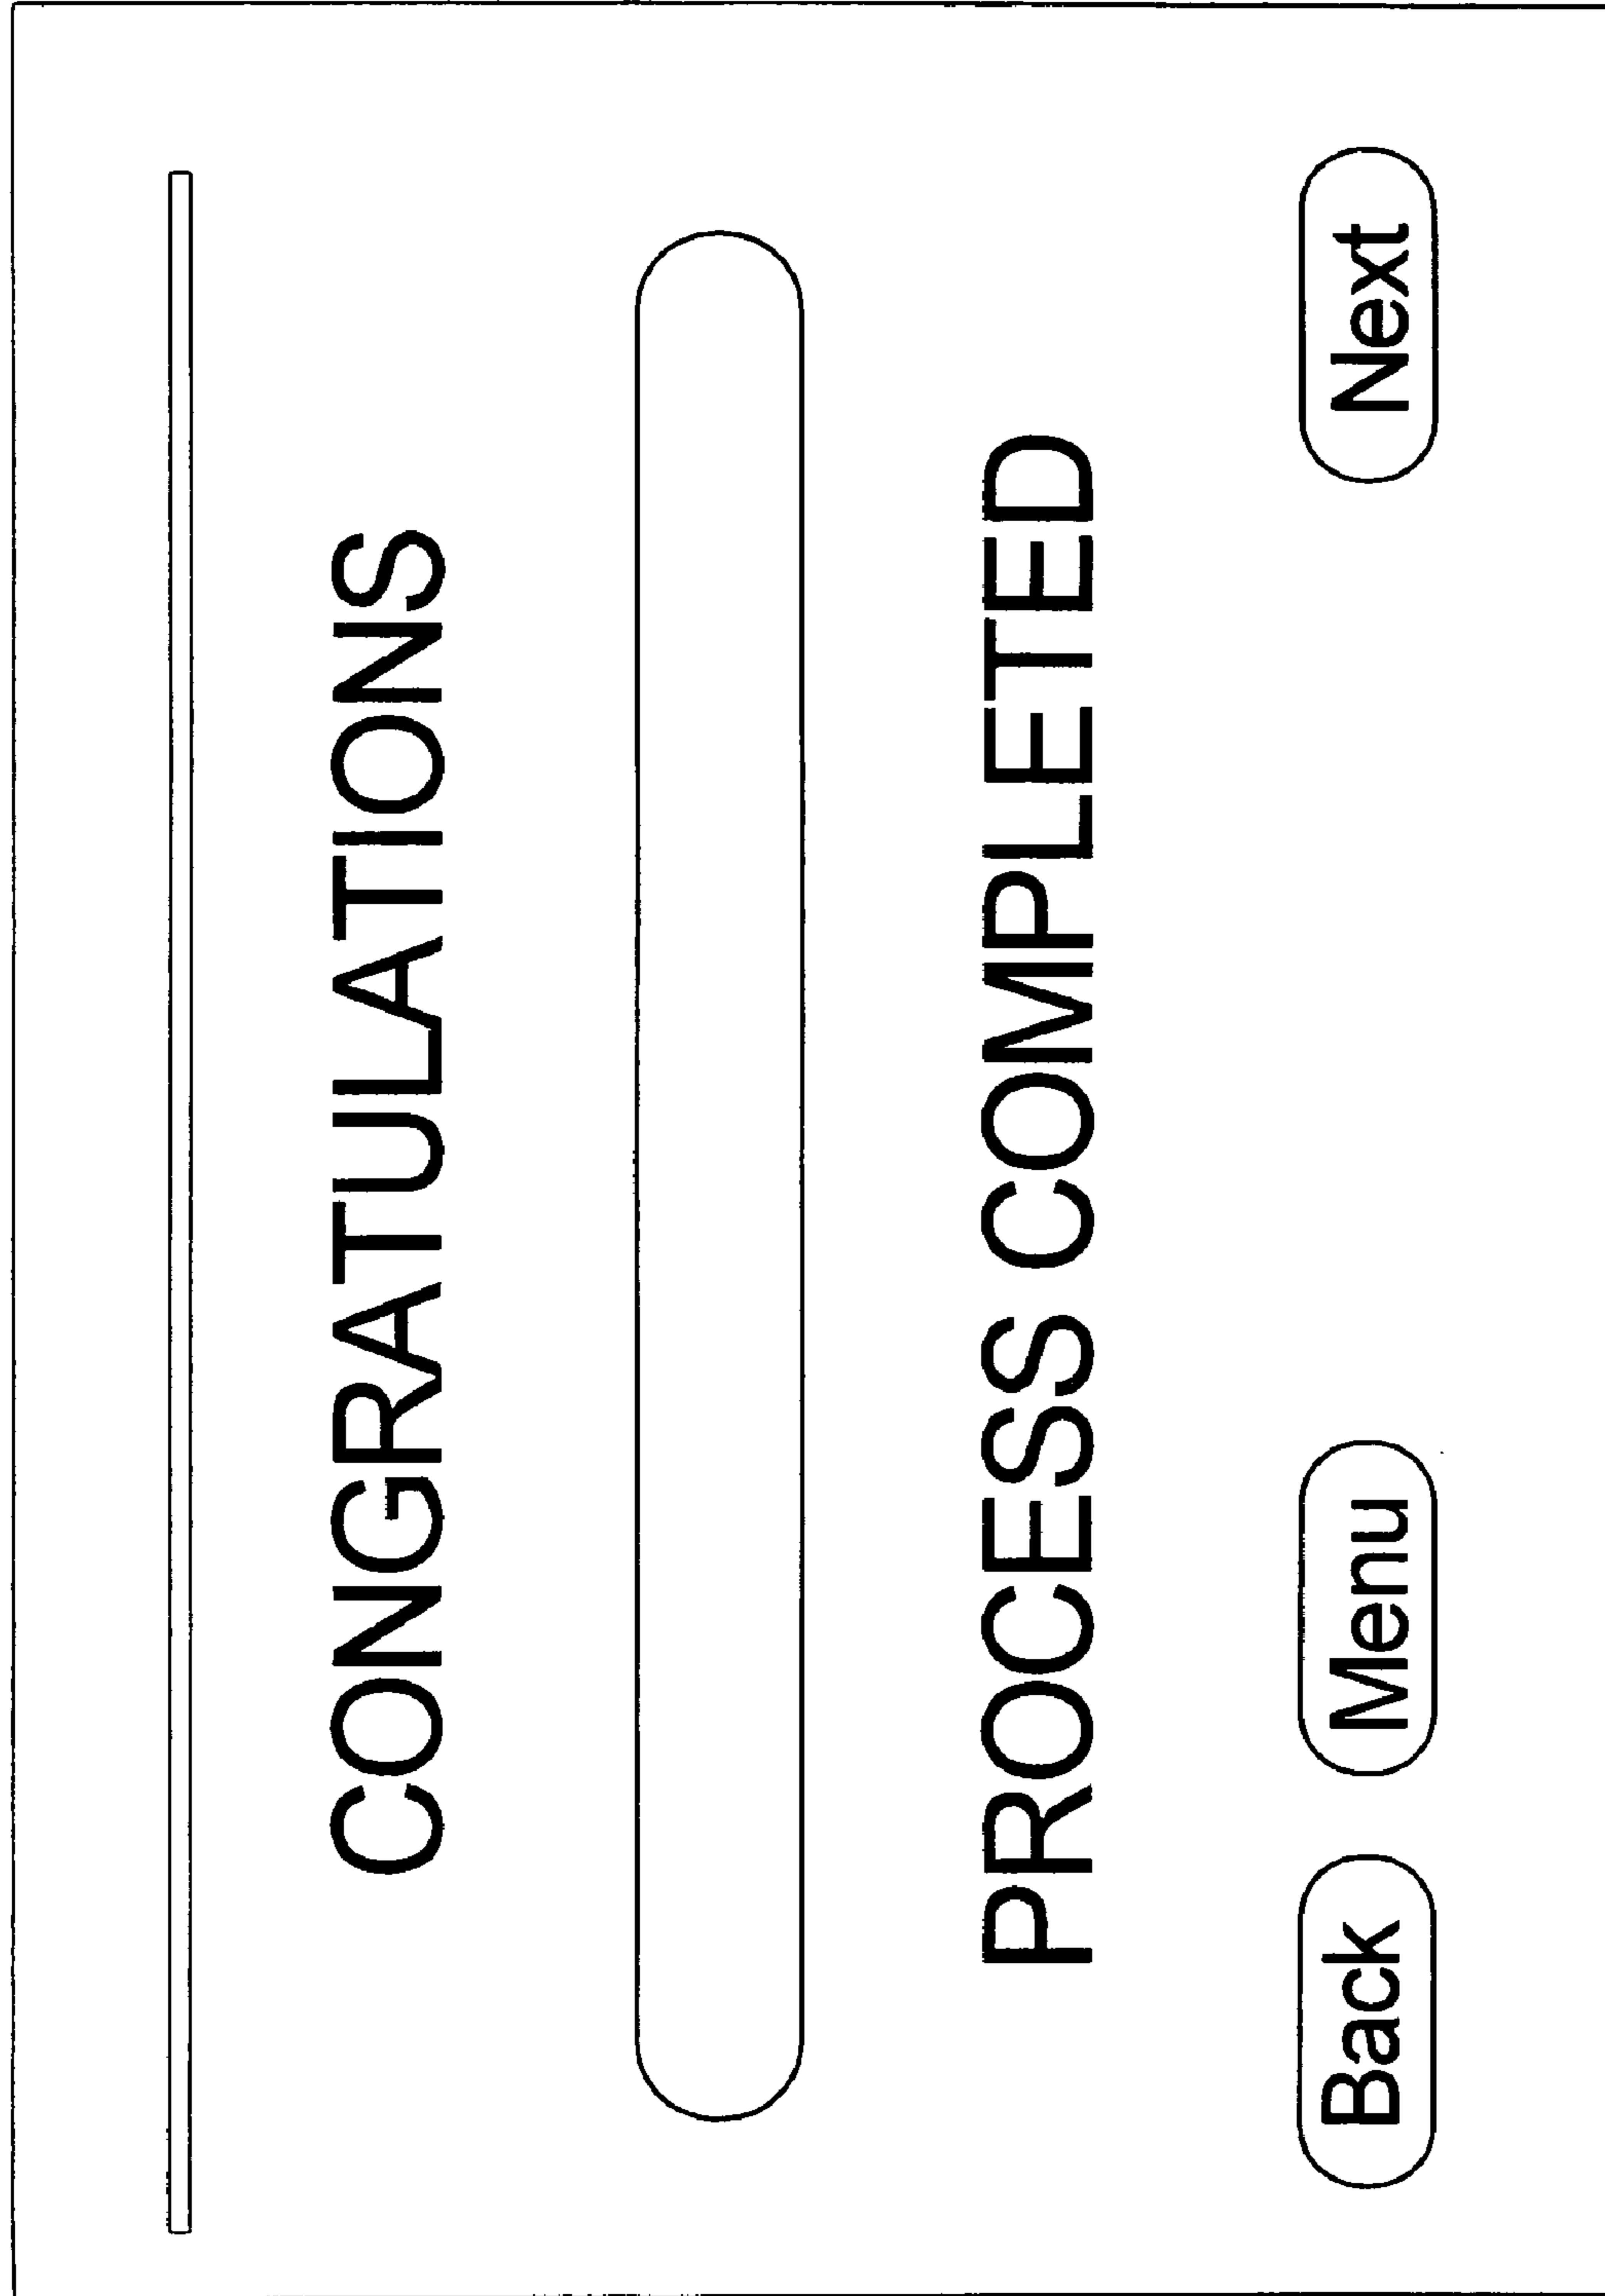 CONGRATULATIONS
PROCESS COMPLETED
Back
Menu
Next